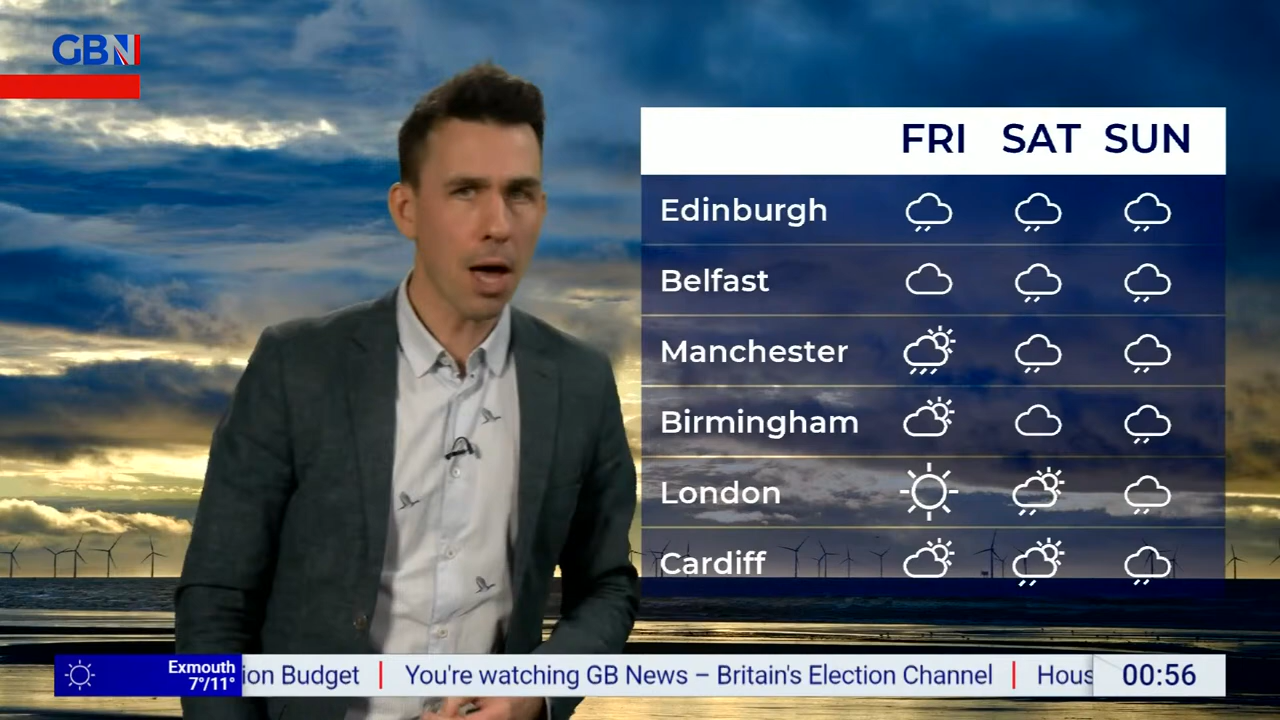 GBN
FRI SAT SUN
Edinburgh
Belfast
Manchester
Birmingham
London
Cardiff
Exmouth
7°/11°
ion Budget | You're watching GB News – Britain's Election Channel | Hous
00:56